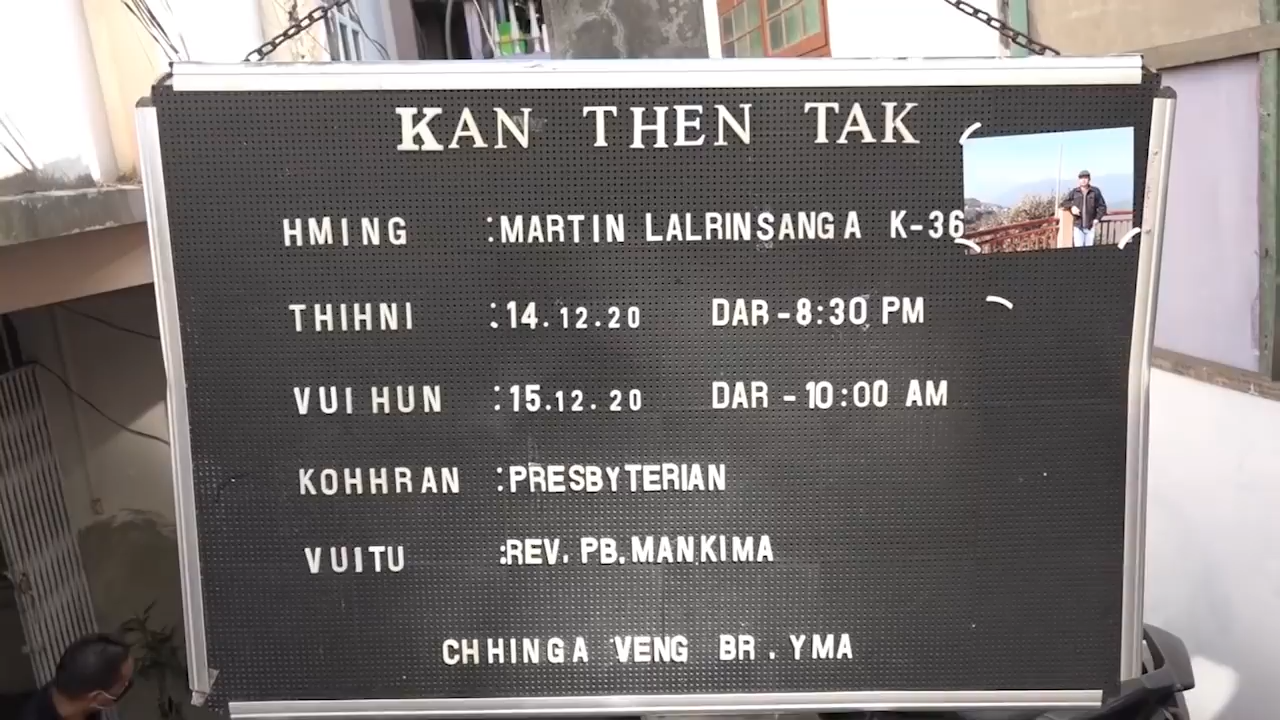 KAN THEN TAK
HMING :MARTIN LALRINSANGA K-36
THIHNI :14.12.20 DAR-8:30 PM
VUI HUN :15.12.20 DAR-10:00 AM
KOHHRAN :PRESBYTERIAN
VUITU :REV. PB.MANKIMA
CHHINGA VENG BR. YMA